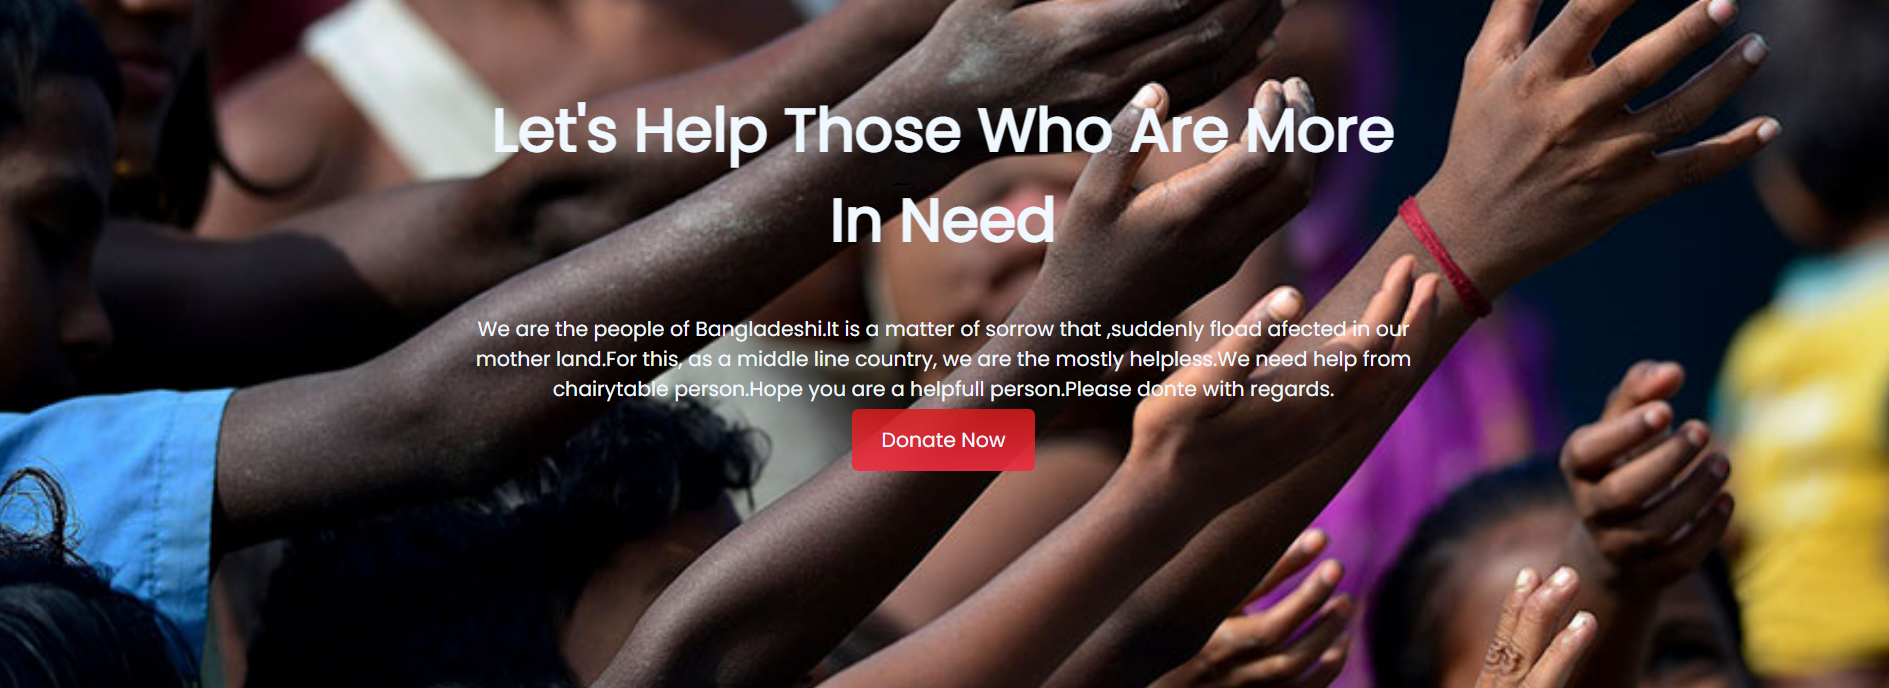 Let's Help Those Who Are More
In Need
We are the people of Bangladeshi.It is a matter of sorrow that ,suddenly fload afected in our
mother land.For this, as a middle line country, we are the mostly helpless.We need help from
chairytable person.Hope you are a helpfull person.Please donte with regards.
Donate Now